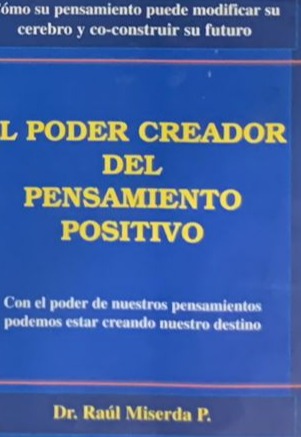 ómo su pensamiento puede modificar su
cerebro y co-construir su futuro
L PODER CREADOR
DEL
PENSAMIENTO
POSITIVO
Con el poder de nuestros pensamientos
podemos estar creando nuestro destino
Dr. Raúl Miserda P.